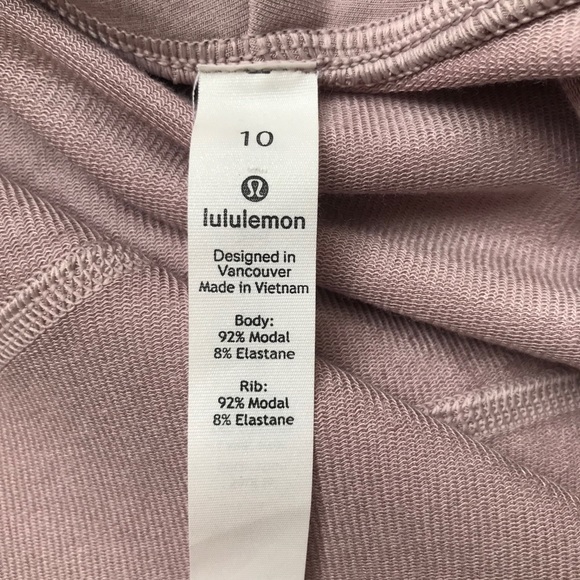 10
lululemon
Designed in
Vancouver
Made in Vietnam
Body:
92% Modal
8% Elastane
Rib:
92% Modal
8% Elastane